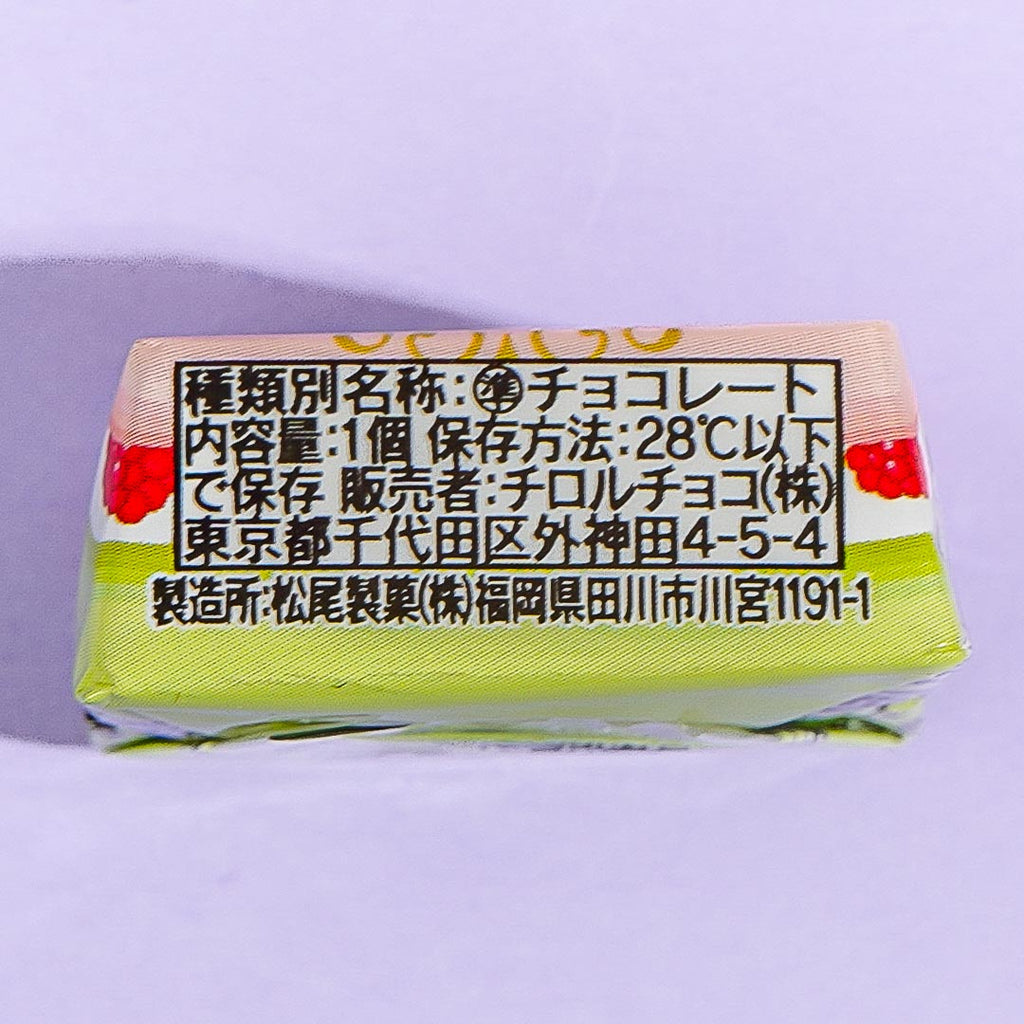 種類別名称:㊟チョコレート
内容量:1個 保存方法:28℃以下
で保存 販売者:チロルチョコ(株)
東京都千代田区外神田4-5-4
製造所:松尾製菓(株)福岡県田川市川宮1191-1